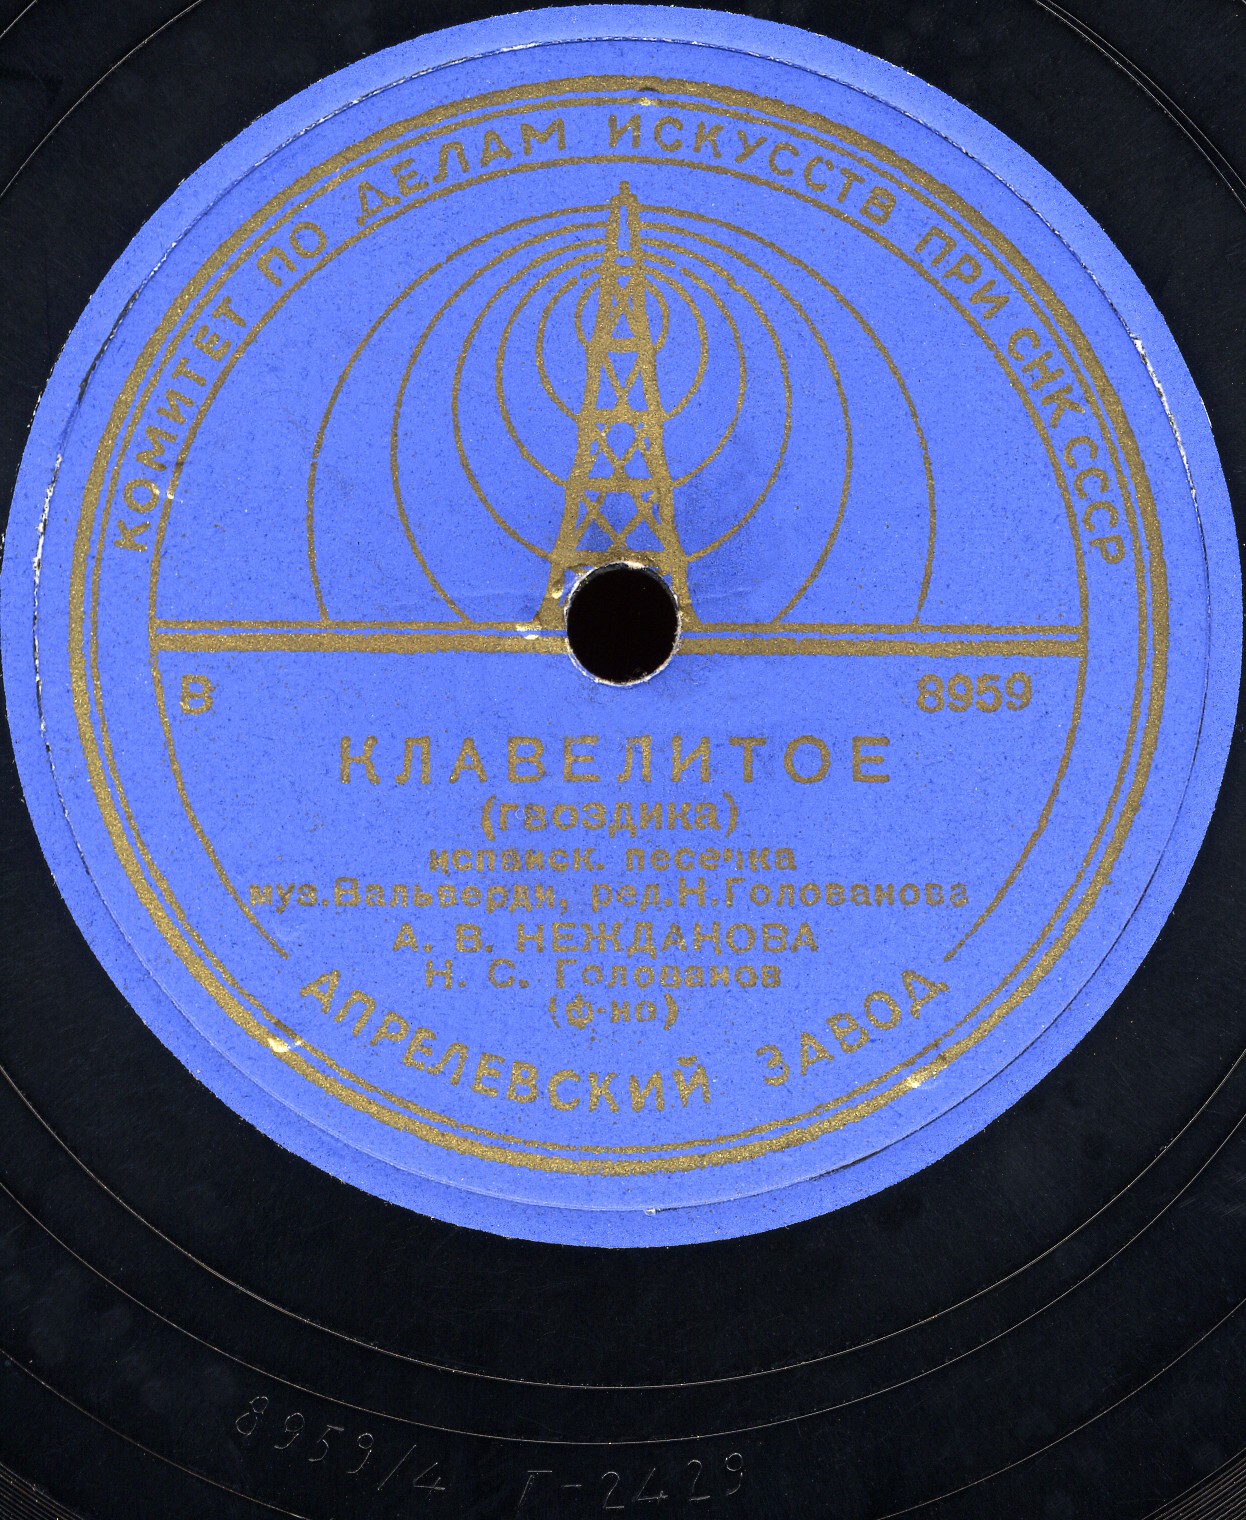 КОМИТЕТ ПО ДЕЛАМ ИСКУССТВ ПРИ СНК СССР
В 8959
КЛАВЕЛИТОЕ
(гвоздика)
испанск. песечка
муз.Вальверди, ред.Н.Голованова
А. В. НЕЖДАНОВА
Н. С. Голованов
(ф-но)
АПРЕЛЕВСКИЙ ЗАВОД
8959/4 Г-2429